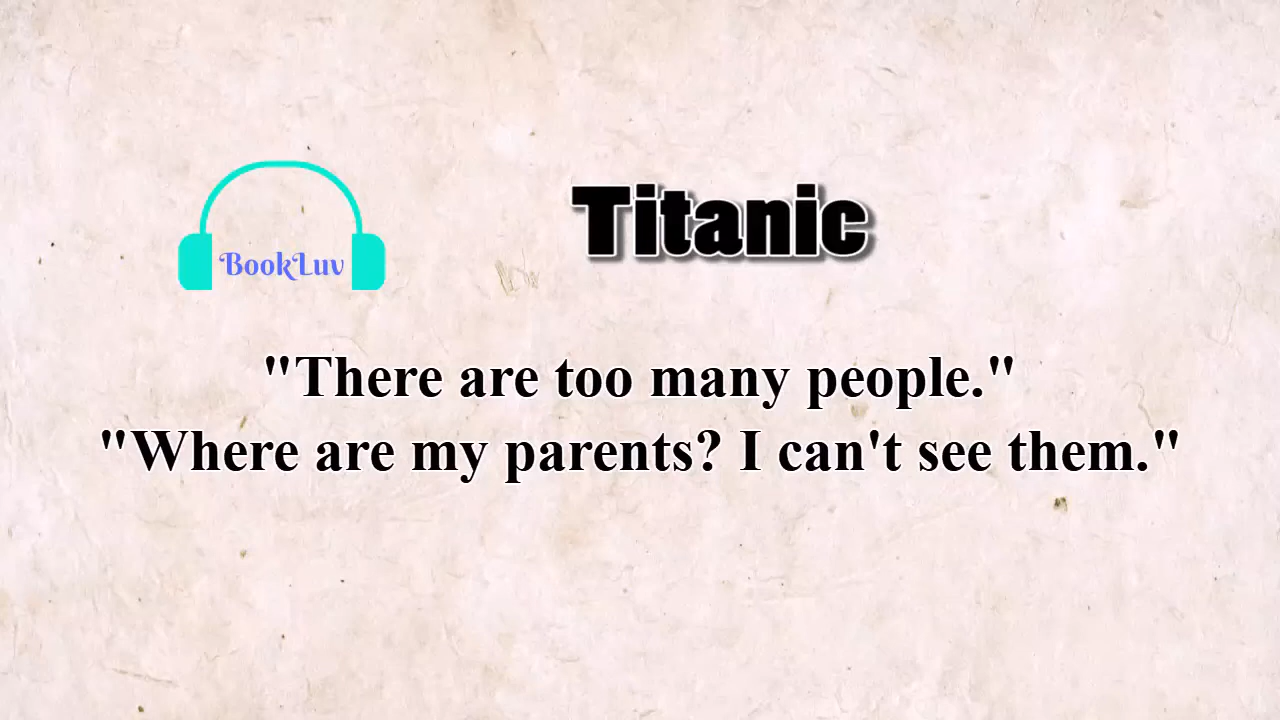 BookLuv
Titanic
"There are too many people."
"Where are my parents? I can't see them."